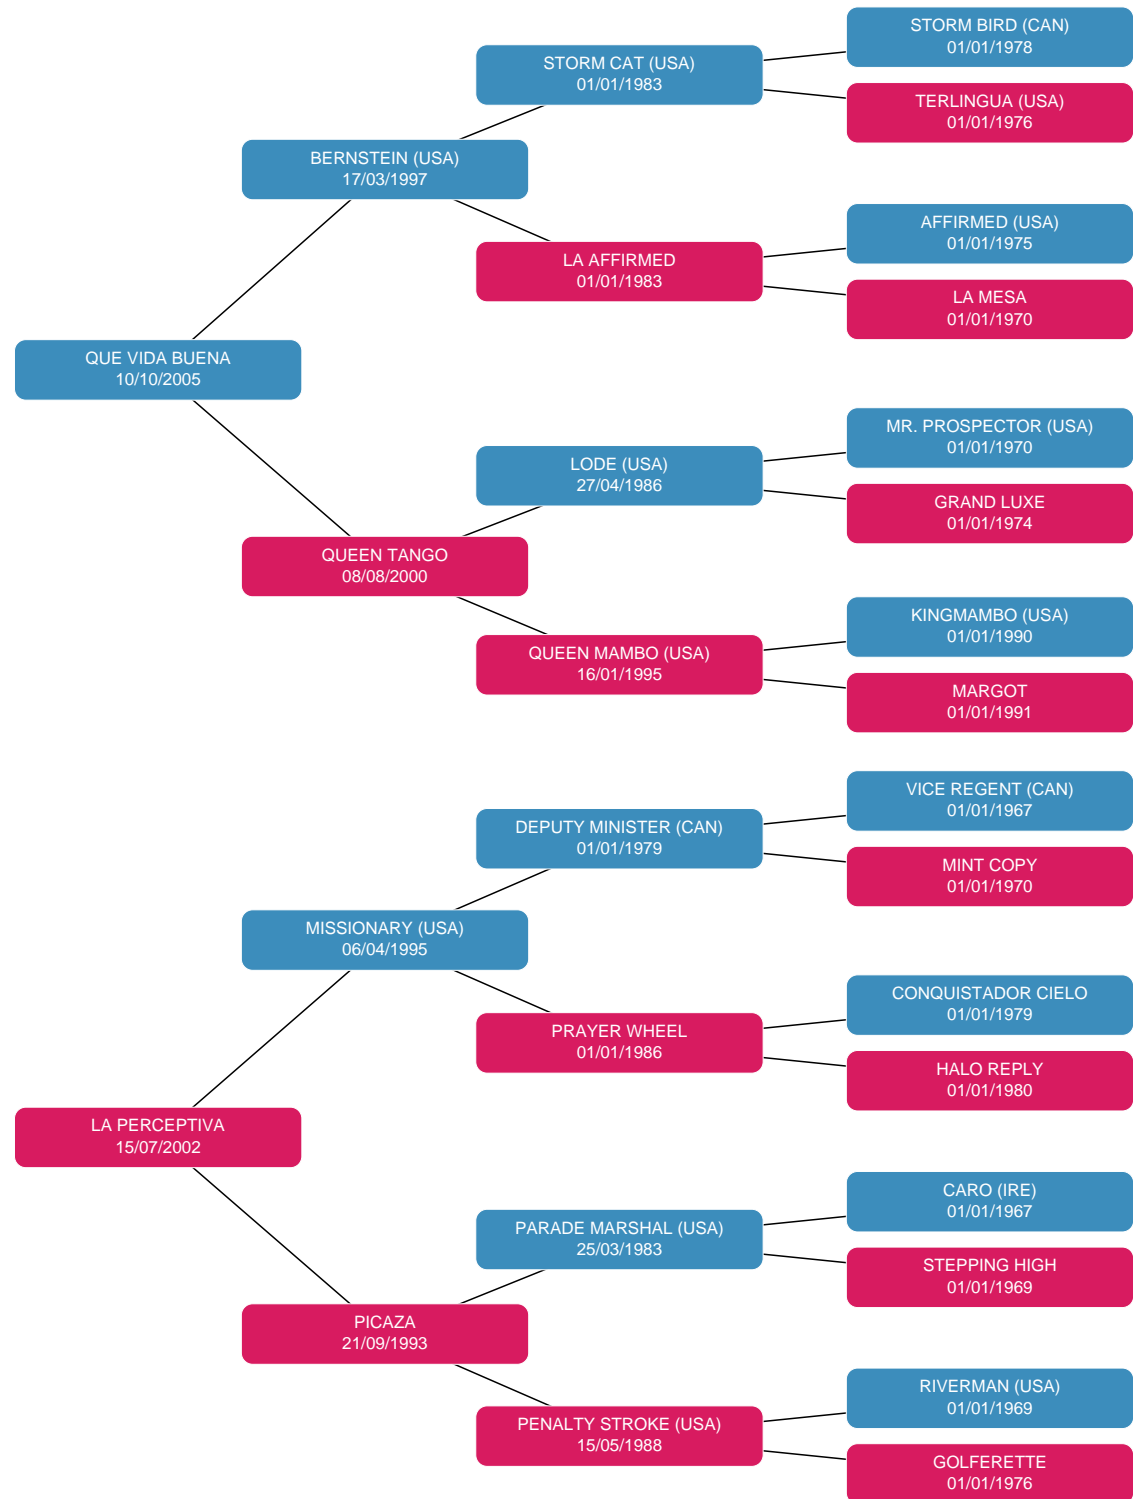 STORM BIRD (CAN)
01/01/1978
STORM CAT (USA)
01/01/1983
TERLINGUA (USA)
01/01/1976
BERNSTEIN (USA)
17/03/1997
AFFIRMED (USA)
01/01/1975
LA AFFIRMED
01/01/1983
LA MESA
01/01/1970
QUE VIDA BUENA
10/10/2005
MR. PROSPECTOR (USA)
01/01/1970
LODE (USA)
27/04/1986
GRAND LUXE
01/01/1974
QUEEN TANGO
08/08/2000
KINGMAMBO (USA)
01/01/1990
QUEEN MAMBO (USA)
16/01/1995
MARGOT
01/01/1991
VICE REGENT (CAN)
01/01/1967
DEPUTY MINISTER (CAN)
01/01/1979
MINT COPY
01/01/1970
MISSIONARY (USA)
06/04/1995
CONQUISTADOR CIELO
01/01/1979
PRAYER WHEEL
01/01/1986
HALO REPLY
01/01/1980
LA PERCEPTIVA
15/07/2002
CARO (IRE)
01/01/1967
PARADE MARSHAL (USA)
25/03/1983
STEPPING HIGH
01/01/1969
PICAZA
21/09/1993
RIVERMAN (USA)
01/01/1969
PENALTY STROKE (USA)
15/05/1988
GOLFERETTE
01/01/1976